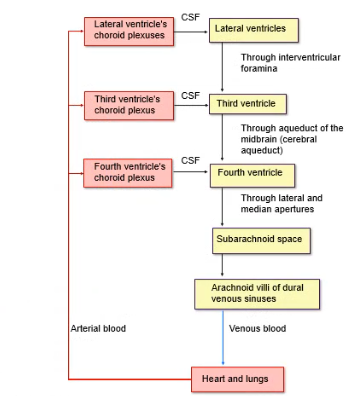 Lateral ventricle's
choroid plexuses
CSF
Lateral ventricles
Through interventricular
foramina
Third ventricle's
choroid plexus
CSF
Third ventricle
Through aqueduct of the
midbrain (cerebral
aqueduct)
Fourth ventricle's
choroid plexus
CSF
Fourth ventricle
Through lateral and
median apertures
Subarachnoid space
Arachnoid villi of dural
venous sinuses
Arterial blood
Venous blood
Heart and lungs